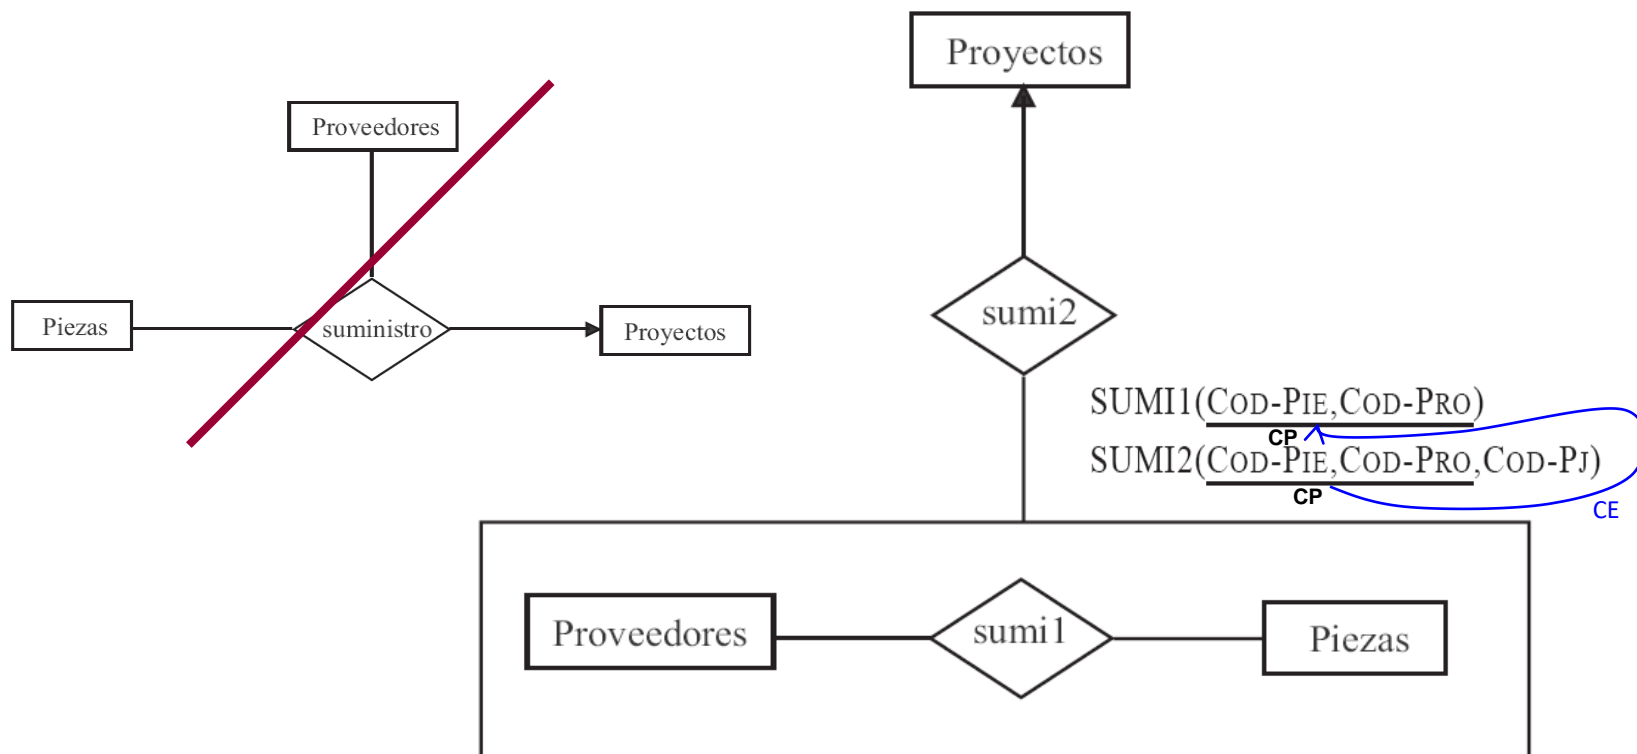 Proveedores
Piezas
suministro
Proyectos
Proyectos
sumi2
SUMI1(COD-PIE,COD-PRO)
CP
SUMI2(COD-PIE,COD-PRO,COD-PJ)
CP
CE
Proveedores
sumi1
Piezas